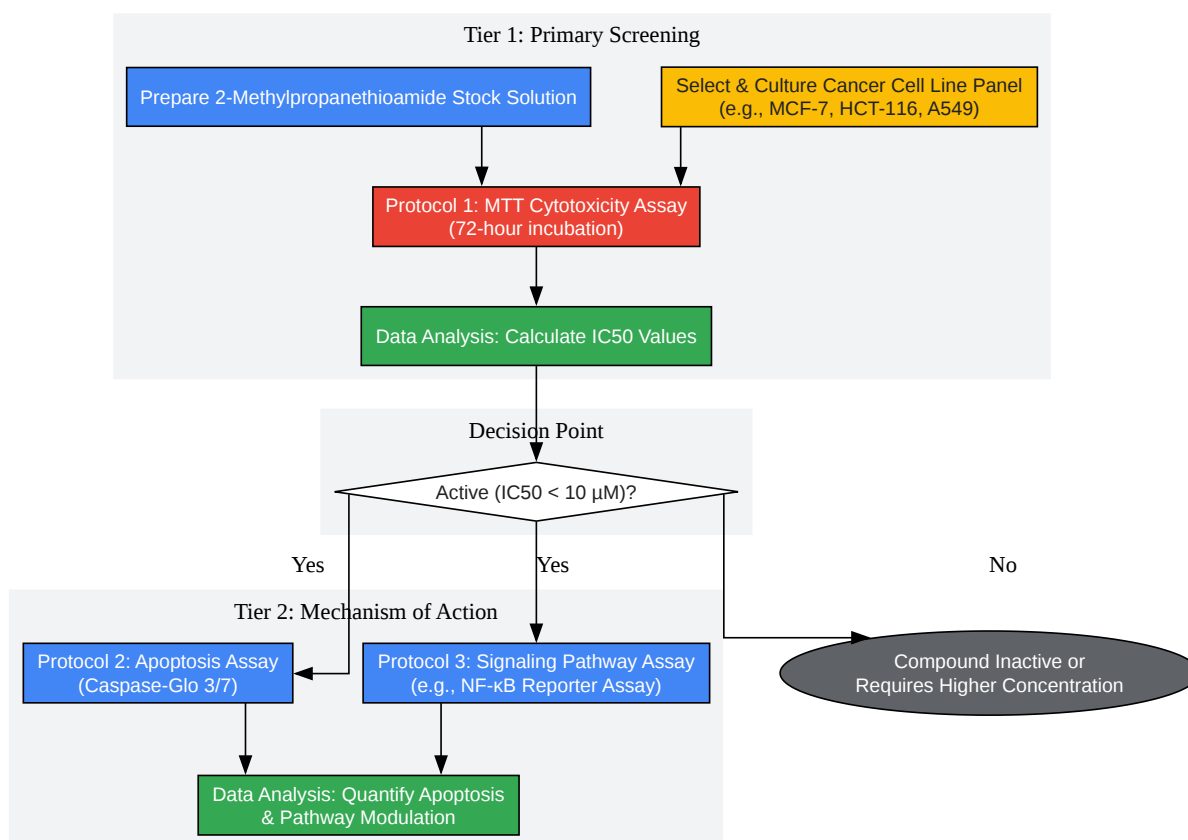 Tier 1: Primary Screening
Prepare 2-Methylpropanethioamide Stock Solution
Select & Culture Cancer Cell Line Panel
(e.g., MCF-7, HCT-116, A549)
Protocol 1: MTT Cytotoxicity Assay
(72-hour incubation)
Data Analysis: Calculate IC50 Values
Decision Point
Active (IC50 < 10 µM)?
Yes
Yes
No
Tier 2: Mechanism of Action
Protocol 2: Apoptosis Assay
(Caspase-Glo 3/7)
Protocol 3: Signaling Pathway Assay
(e.g., NF-κB Reporter Assay)
Compound Inactive or
Requires Higher Concentration
Data Analysis: Quantify Apoptosis
& Pathway Modulation